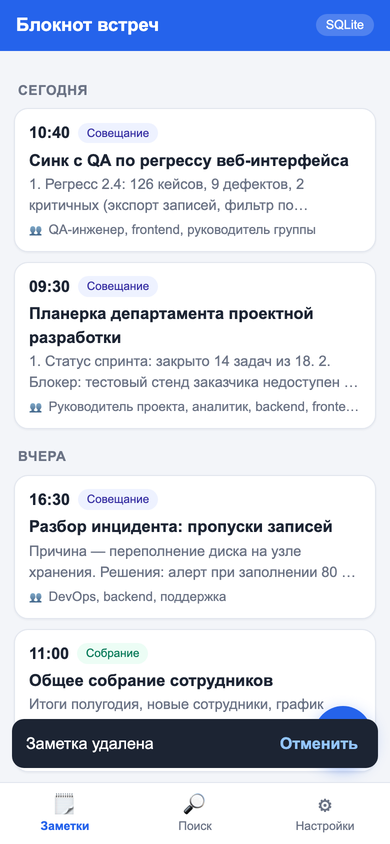 Блокнот встреч
SQLite
СЕГОДНЯ
10:40 Совещание
Синк с QA по регрессу веб-интерфейса
1. Регресс 2.4: 126 кейсов, 9 дефектов, 2
критичных (экспорт записей, фильтр по…
QA-инженер, frontend, руководитель группы
09:30 Совещание
Планерка департамента проектной
разработки
1. Статус спринта: закрыто 14 задач из 18. 2.
Блокер: тестовый стенд заказчика недоступен …
Руководитель проекта, аналитик, backend, fronte…
ВЧЕРА
16:30 Совещание
Разбор инцидента: пропуски записей
Причина — переполнение диска на узле
хранения. Решения: алерт при заполнении 80 …
DevOps, backend, поддержка
11:00 Собрание
Общее собрание сотрудников
Итоги полугодия, новые сотрудники, график
Заметка удалена
Отменить
Заметки
Поиск
Настройки